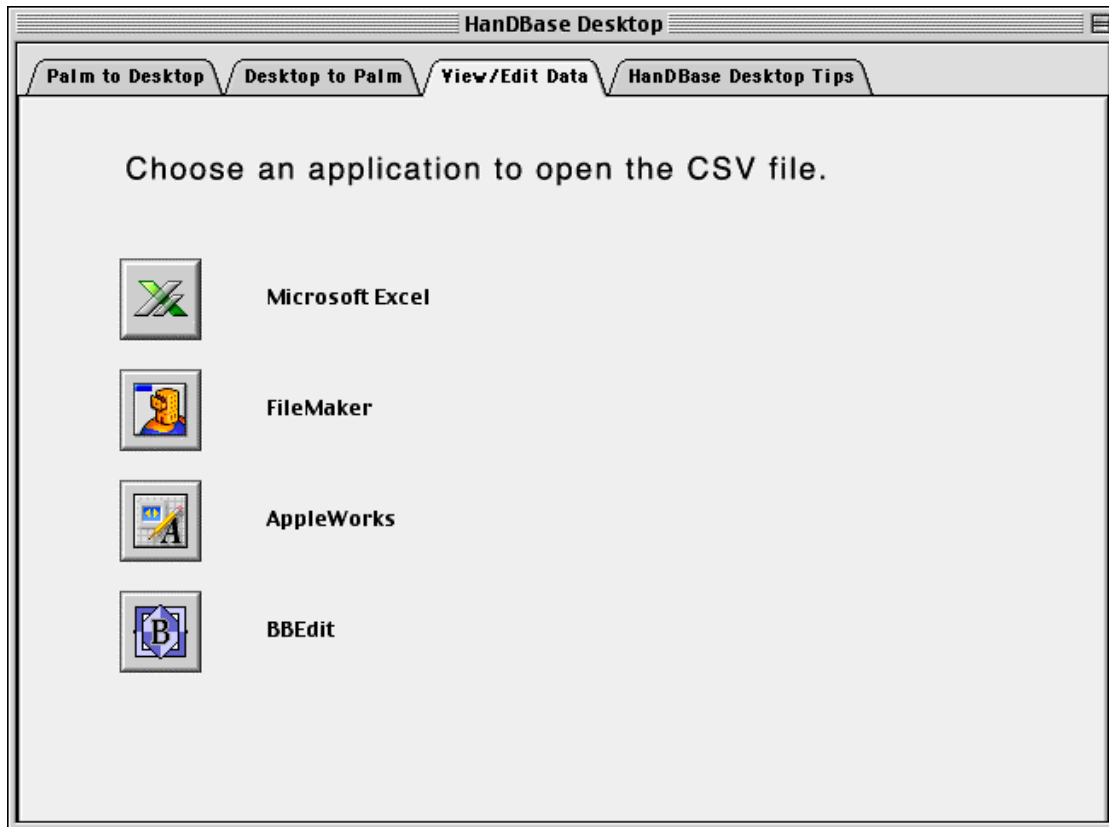 HanDBase Desktop
Palm to Desktop
Desktop to Palm
View/Edit Data
HanDBase Desktop Tips
Choose an application to open the CSV file.
Microsoft Excel
FileMaker
AppleWorks
A
BBEdit
B